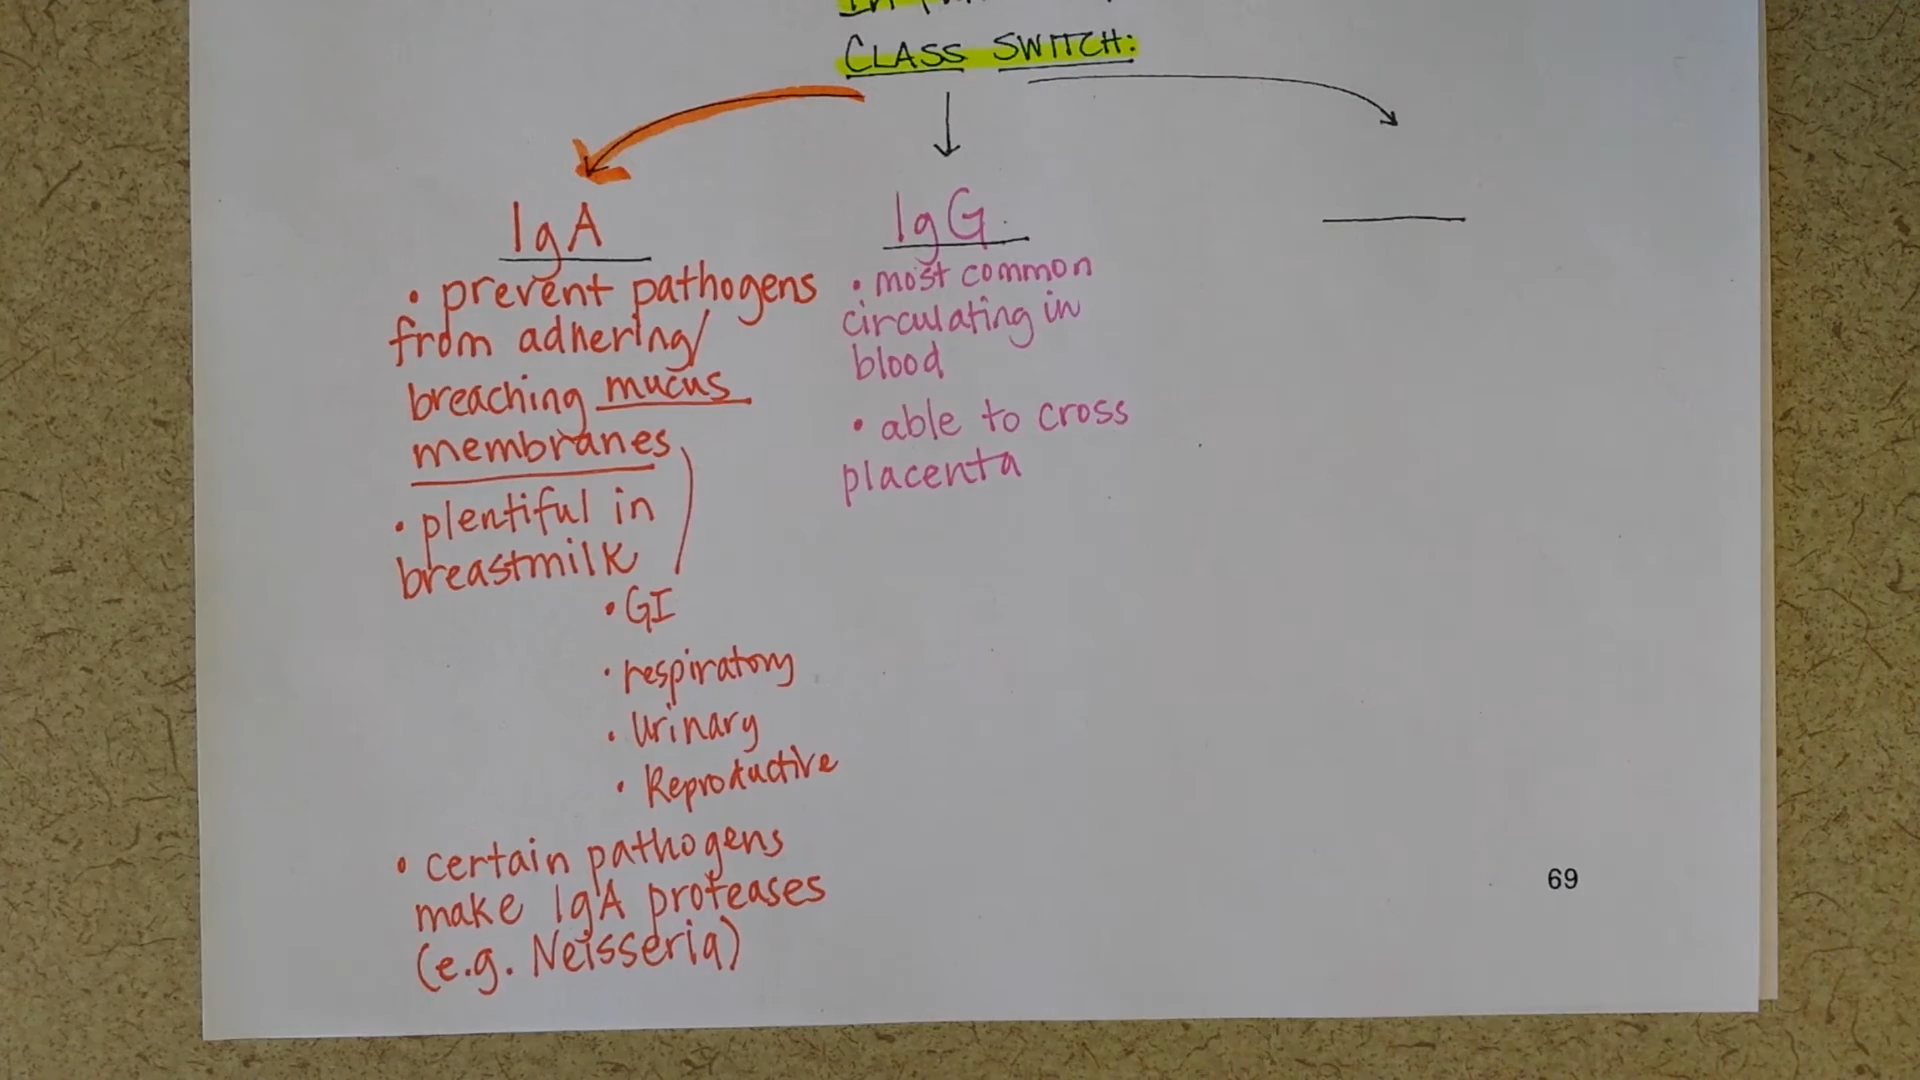 CLASS SWITCH:
IgA
• prevent pathogens
from adhering/
breaching mucus
membranes
• plentiful in
breastmilk
• GI
• respiratory
• Urinary
• Reproductive
• certain pathogens
make IgA proteases
(e.g. Neisseria)
IgG
• most common
circulating in
blood
• able to cross
placenta
69